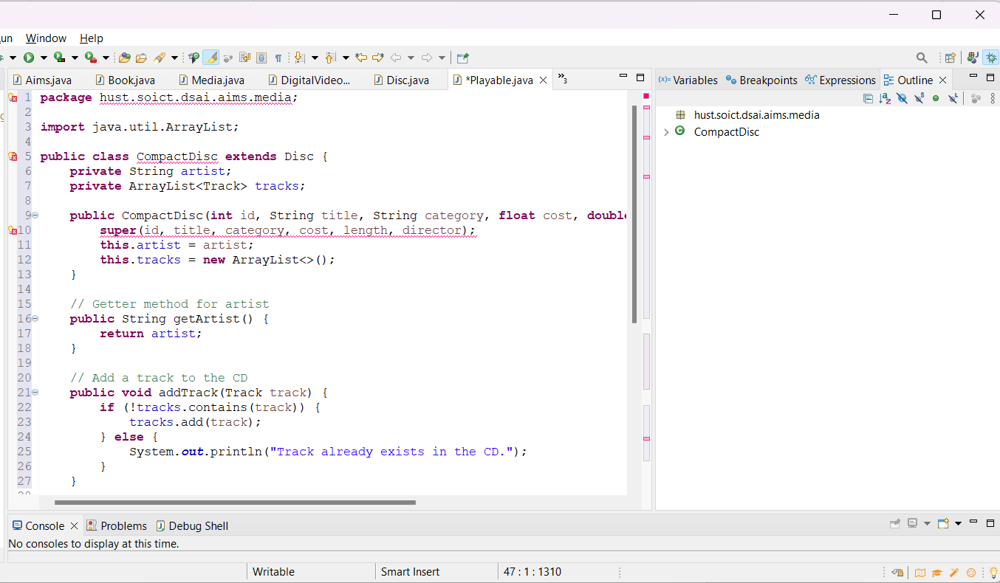 un Window Help
Aims.java Book.java Media.java DigitalVideo... Disc.java *Playable.java »3
(x)= Variables Breakpoints Expressions Outline
1 package hust.soict.dsai.aims.media;
2
3 import java.util.ArrayList;
4
5 public class CompactDisc extends Disc {
6 private String artist;
7 private ArrayList<Track> tracks;
8
9 public CompactDisc(int id, String title, String category, float cost, double
10 super(id, title, category, cost, length, director);
11 this.artist = artist;
12 this.tracks = new ArrayList<>();
13 }
14
15 // Getter method for artist
16 public String getArtist() {
17 return artist;
18 }
19
20 // Add a track to the CD
21 public void addTrack(Track track) {
22 if (!tracks.contains(track)) {
23 tracks.add(track);
24 } else {
25 System.out.println("Track already exists in the CD.");
26 }
27 }
hust.soict.dsai.aims.media
CompactDisc
Console Problems Debug Shell
No consoles to display at this time.
Writable Smart Insert 47 : 1 : 1310